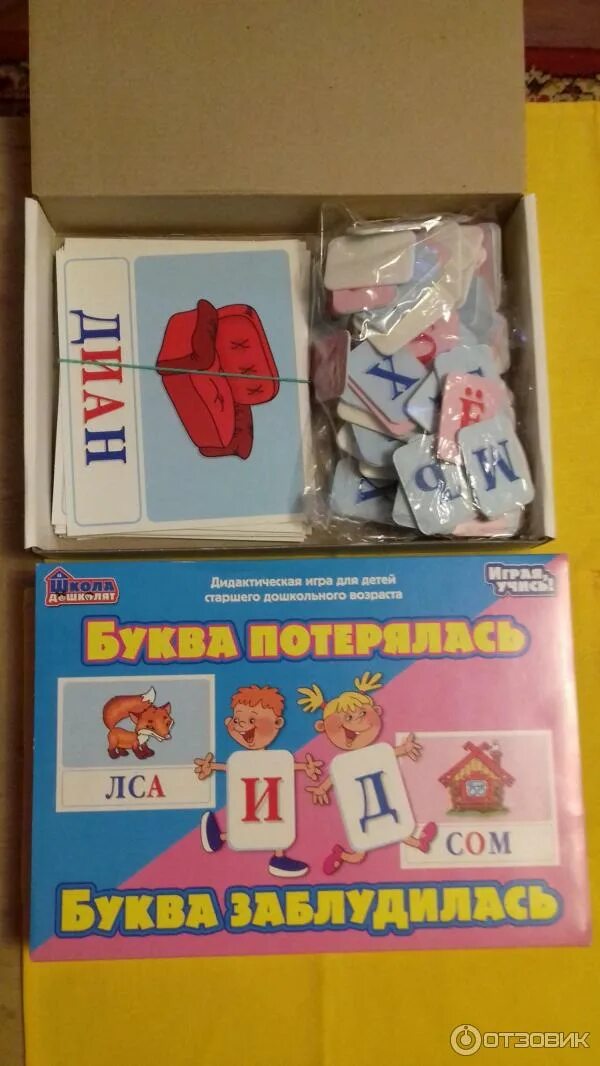 ДИАН
Х
Ё
И
Ь
Школа
дошколят
Дидактическая игра для детей
старшего дошкольного возраста
Играя,
учись!
Буква потерялась
ЛСА
И
Д
СОМ
Буква заблудилась
ОТЗОВИК